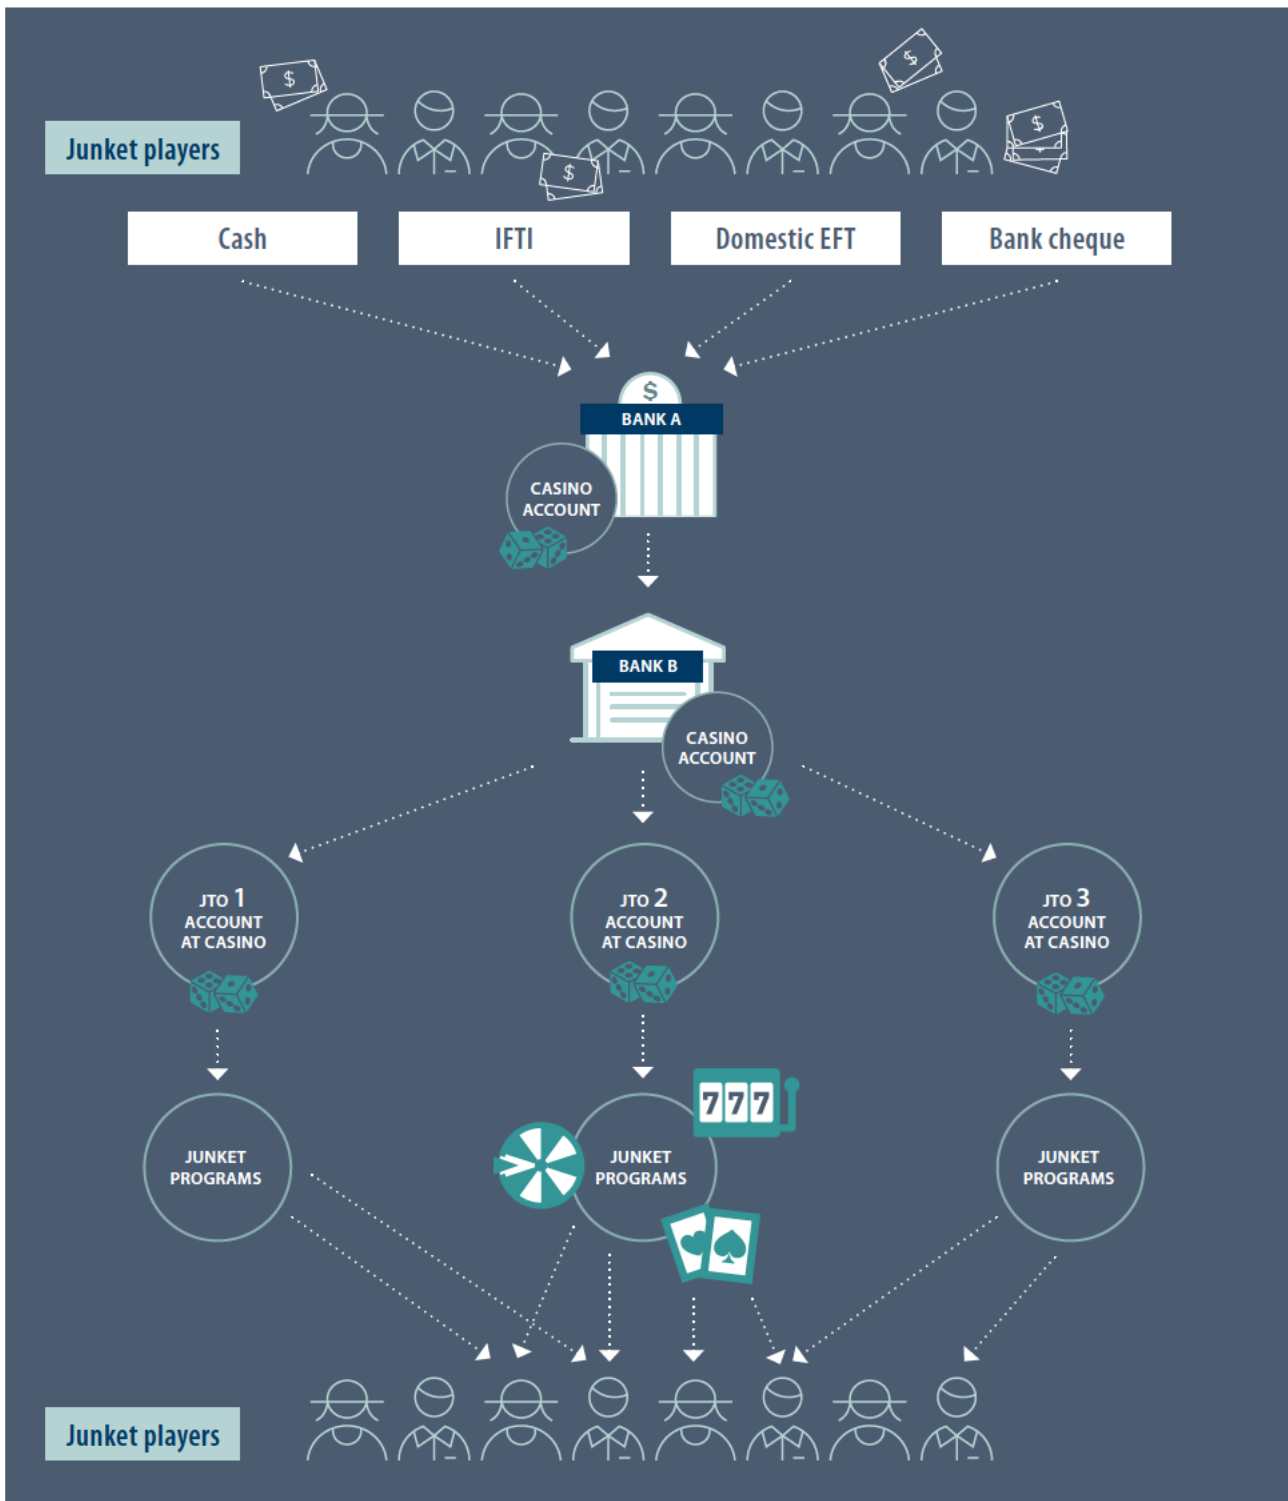 $
$
$
$
Junket players
Cash
IFTI
Domestic EFT
Bank cheque
$
BANK A
CASINO
ACCOUNT
BANK B
CASINO
ACCOUNT
JTO 1
ACCOUNT
AT CASINO
JTO 2
ACCOUNT
AT CASINO
JTO 3
ACCOUNT
AT CASINO
777
JUNKET
PROGRAMS
JUNKET
PROGRAMS
JUNKET
PROGRAMS
Junket players